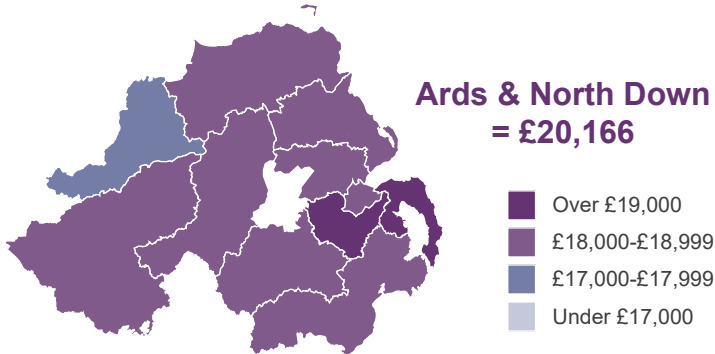 Ards & North Down
= £20,166
Over £19,000
£18,000-£18,999
£17,000-£17,999
Under £17,000